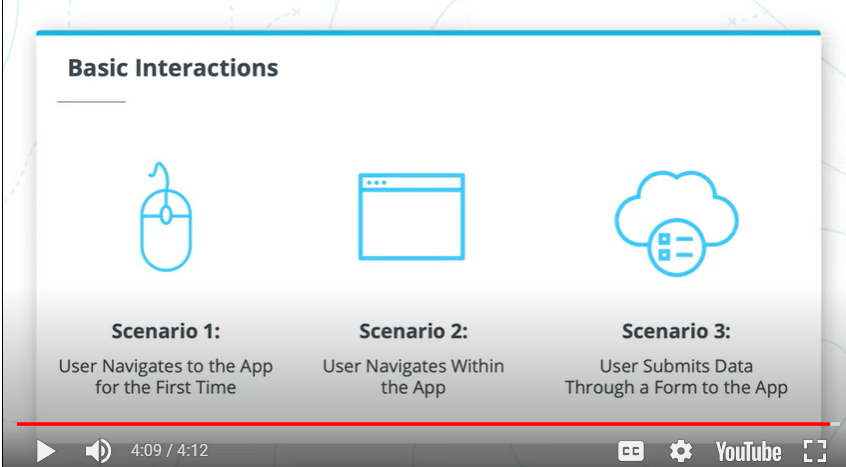 Basic Interactions
Scenario 1:
User Navigates to the App
for the First Time
Scenario 2:
User Navigates Within
the App
Scenario 3:
User Submits Data
Through a Form to the App
4:09 / 4:12
CC
YouTube